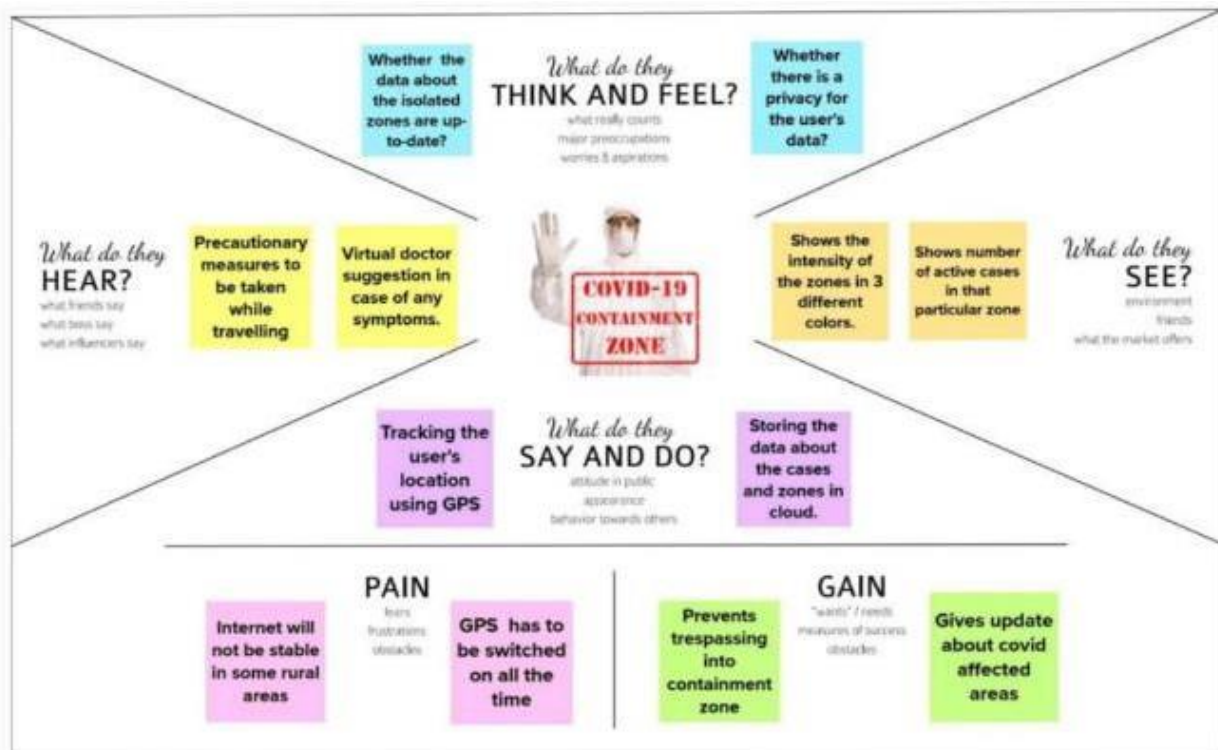 Whether the
data about
the isolated
zones are up-
to-date?
What do they
THINK AND FEEL?
what really counts
major preoccupations
worries & aspirations
Whether
there is a
privacy for
the user's
data?
What do they
HEAR?
what friends say
what boss say
what influencers say
Precautionary
measures to
be taken
while
travelling
Virtual doctor
suggestion in
case of any
symptoms.
COVID-19
CONTAINMENT
ZONE
Shows the
intensity of
the zones in 3
different
colors.
Shows number
of active cases
in that
particular zone
What do they
SEE?
environment
friends
what the market offers
Tracking the
user's
location
using GPS
What do they
SAY AND DO?
attitude in public
appearance
behavior towards others
Storing the
data about
the cases
and zones in
cloud.
PAIN
fears
frustrations
obstacles
Internet will
not be stable
in some rural
areas
GPS has to
be switched
on all the
time
GAIN
"wants" / needs
measures of success
obstacles
Prevents
trespassing
into
containment
zone
Gives update
about covid
affected
areas